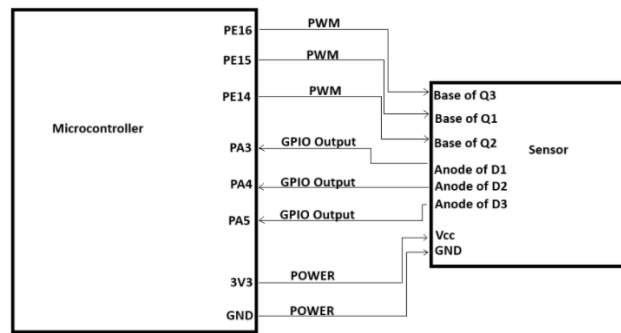 PE16
PWM
PE15
PWM
PE14
PWM
Microcontroller
PA3
GPIO Output
PA4
GPIO Output
PA5
GPIO Output
3V3
POWER
GND
POWER
Base of Q3
Base of Q1
Base of Q2
Sensor
Anode of D1
Anode of D2
Anode of D3
Vcc
GND